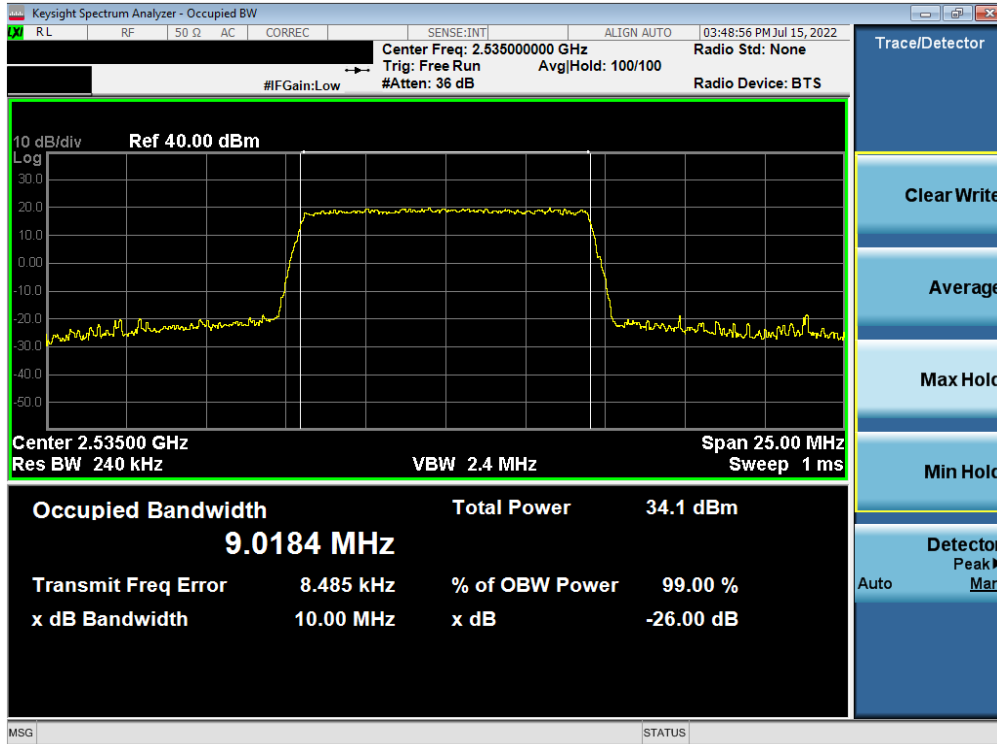 Keysight Spectrum Analyzer - Occupied BW
LXI RL RF 50 Ω AC CORREC SENSE:INT ALIGN AUTO 03:48:56 PM Jul 15, 2022
Center Freq: 2.535000000 GHz Radio Std: None
Trig: Free Run Avg|Hold: 100/100
#IFGain:Low #Atten: 36 dB Radio Device: BTS
Trace/Detector
10 dB/div Ref 40.00 dBm
Log
30.0
20.0
10.0
0.00
-10.0
-20.0
-30.0
-40.0
-50.0
Center 2.53500 GHz Span 25.00 MHz
Res BW 240 kHz VBW 2.4 MHz Sweep 1 ms
Clear Write
Average
Max Hold
Min Hold
Detector
Peak
Auto Man
Occupied Bandwidth Total Power 34.1 dBm
9.0184 MHz
Transmit Freq Error 8.485 kHz % of OBW Power 99.00 %
x dB Bandwidth 10.00 MHz x dB -26.00 dB
MSG STATUS